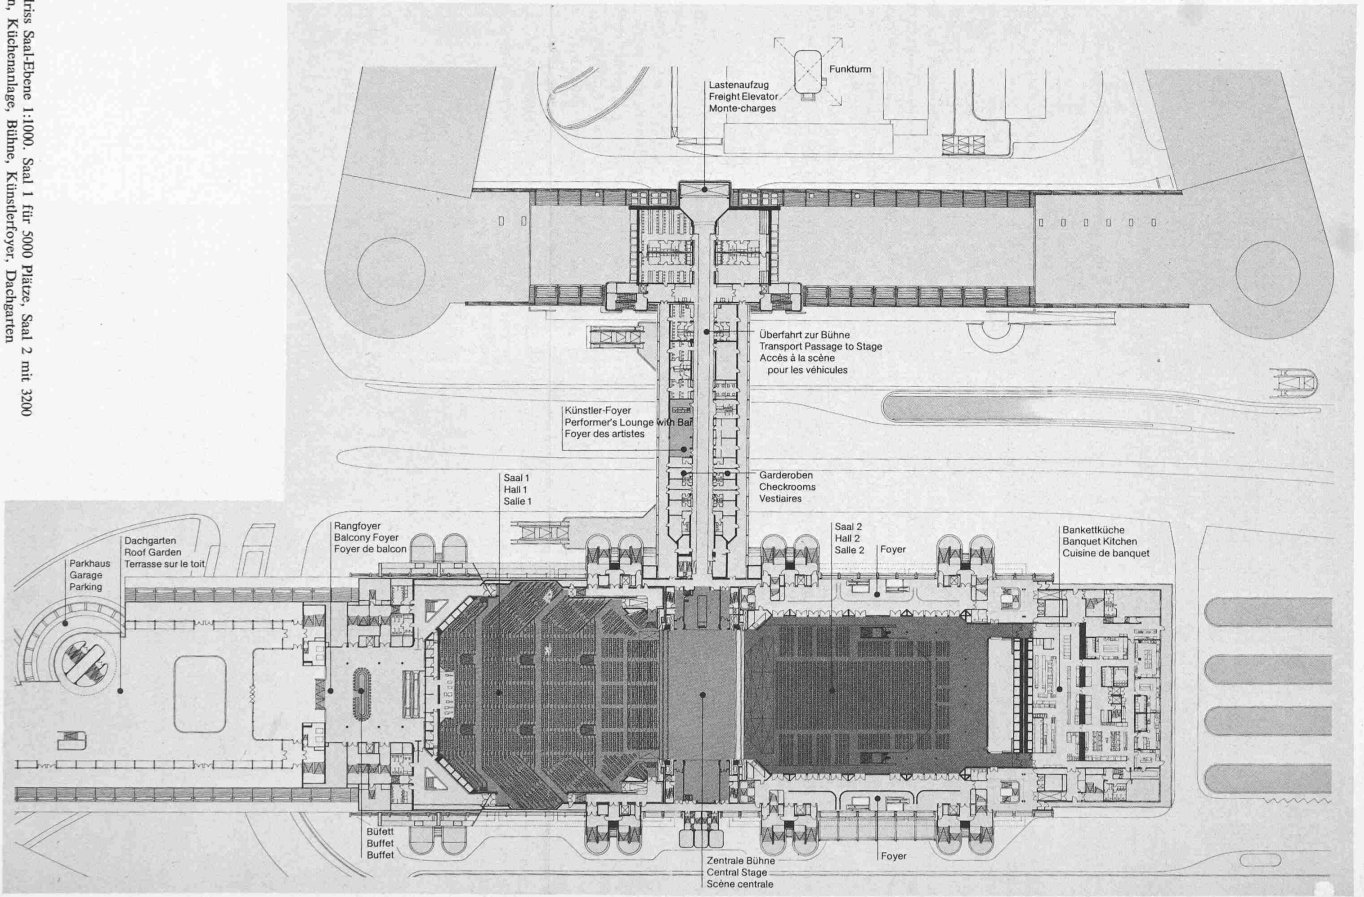 driss Saal-Ebene 1:1000. Saal 1 für 5000 Plätze, Saal 2 mit 3200
n, Küchenanlage, Bühne, Künstlerfoyer, Dachgarten
Funkturm
Lastenaufzug
Freight Elevator
Monte-charges
Überfahrt zur Bühne
Transport Passage to Stage
Accès à la scène
pour les véhicules
Künstler-Foyer
Performer's Lounge with Bar
Foyer des artistes
Garderoben
Checkrooms
Vestiaires
Saal 1
Hall 1
Salle 1
Rangfoyer
Balcony Foyer
Foyer de balcon
Dachgarten
Roof Garden
Terrasse sur le toit
Parkhaus
Garage
Parking
Saal 2
Hall 2
Salle 2
Foyer
Bankettküche
Banquet Kitchen
Cuisine de banquet
Büfett
Buffet
Buffet
Zentrale Bühne
Central Stage
Scène centrale
Foyer